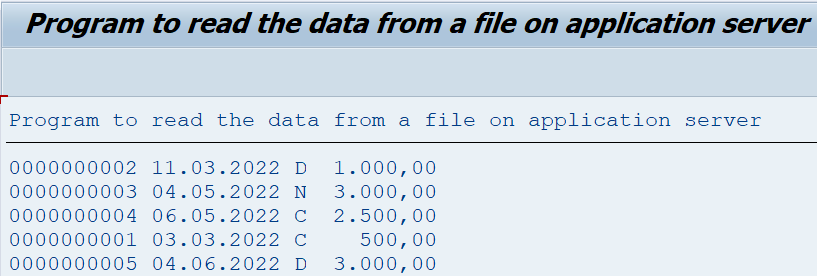 Program to read the data from a file on application server
Program to read the data from a file on application server
0000000002 11.03.2022 D  1.000,00
0000000003 04.05.2022 N  3.000,00
0000000004 06.05.2022 C  2.500,00
0000000001 03.03.2022 C    500,00
0000000005 04.06.2022 D  3.000,00